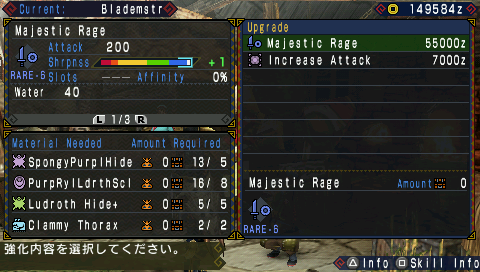 Current: Blademstr
149584z
Majestic Rage
Attack 200
Shrpnss +1
RARE-6 Slots --- Affinity 0%
Water 40
L 1/3 R
Material Needed Amount Required
SpongyPurplHide 0 13/ 5
PurpRylLdrthScl 0 16/ 8
Ludroth Hide+ 0 5/ 5
Clammy Thorax 0 2/ 2
Upgrade
Majestic Rage 55000z
Increase Attack 7000z
Majestic Rage Amount 0
RARE-6
強化内容を選択してください。
△Info □Skill Info